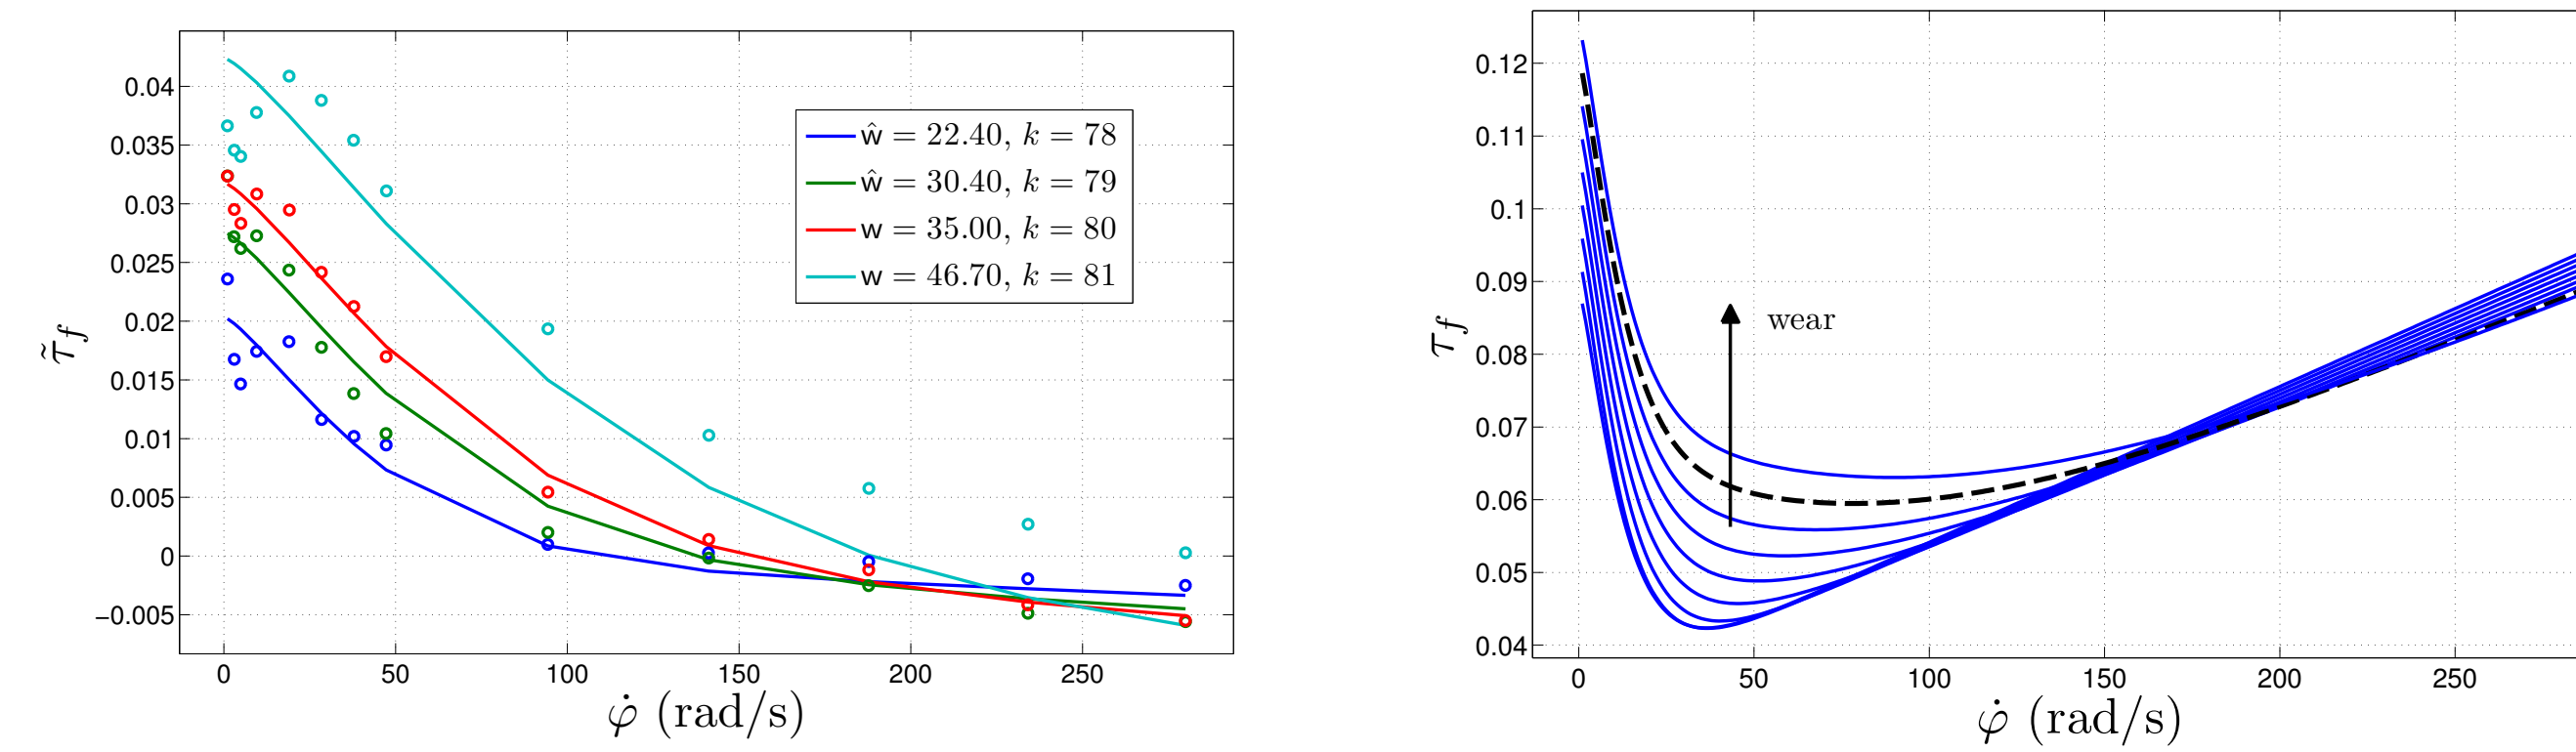 0.04
0.035
0.03
0.025
0.02
0.015
0.01
0.005
0
−0.005
τ̃f
0 50 100 150 200 250
φ̇ (rad/s)
ŵ = 22.40, k = 78
ŵ = 30.40, k = 79
w = 35.00, k = 80
w = 46.70, k = 81
0.12
0.11
0.1
0.09
0.08
0.07
0.06
0.05
0.04
τf
wear
0 50 100 150 200 250
φ̇ (rad/s)